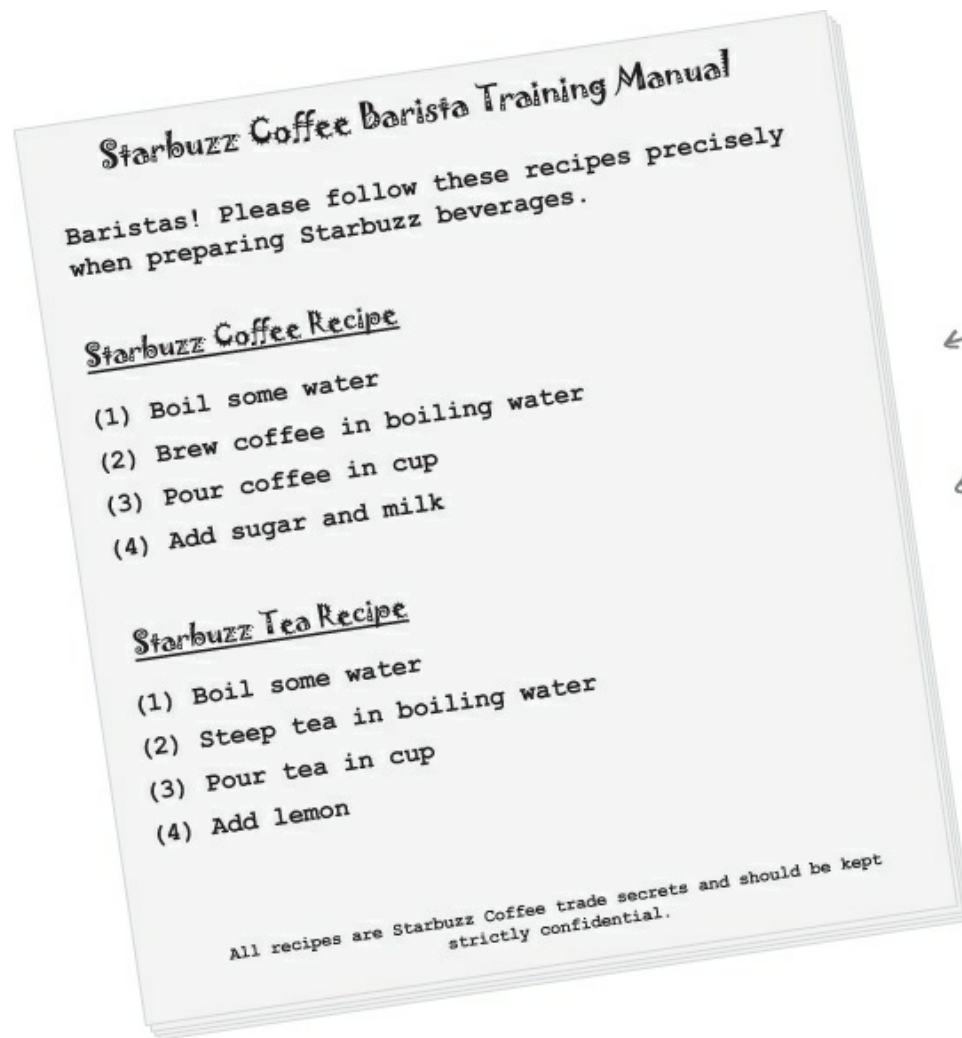 Starbuzz Coffee Barista Training Manual
Baristas! Please follow these recipes precisely
when preparing Starbuzz beverages.
Starbuzz Coffee Recipe
(1) Boil some water
(2) Brew coffee in boiling water
(3) Pour coffee in cup
(4) Add sugar and milk
Starbuzz Tea Recipe
(1) Boil some water
(2) Steep tea in boiling water
(3) Pour tea in cup
(4) Add lemon
All recipes are Starbuzz Coffee trade secrets and should be kept
strictly confidential.